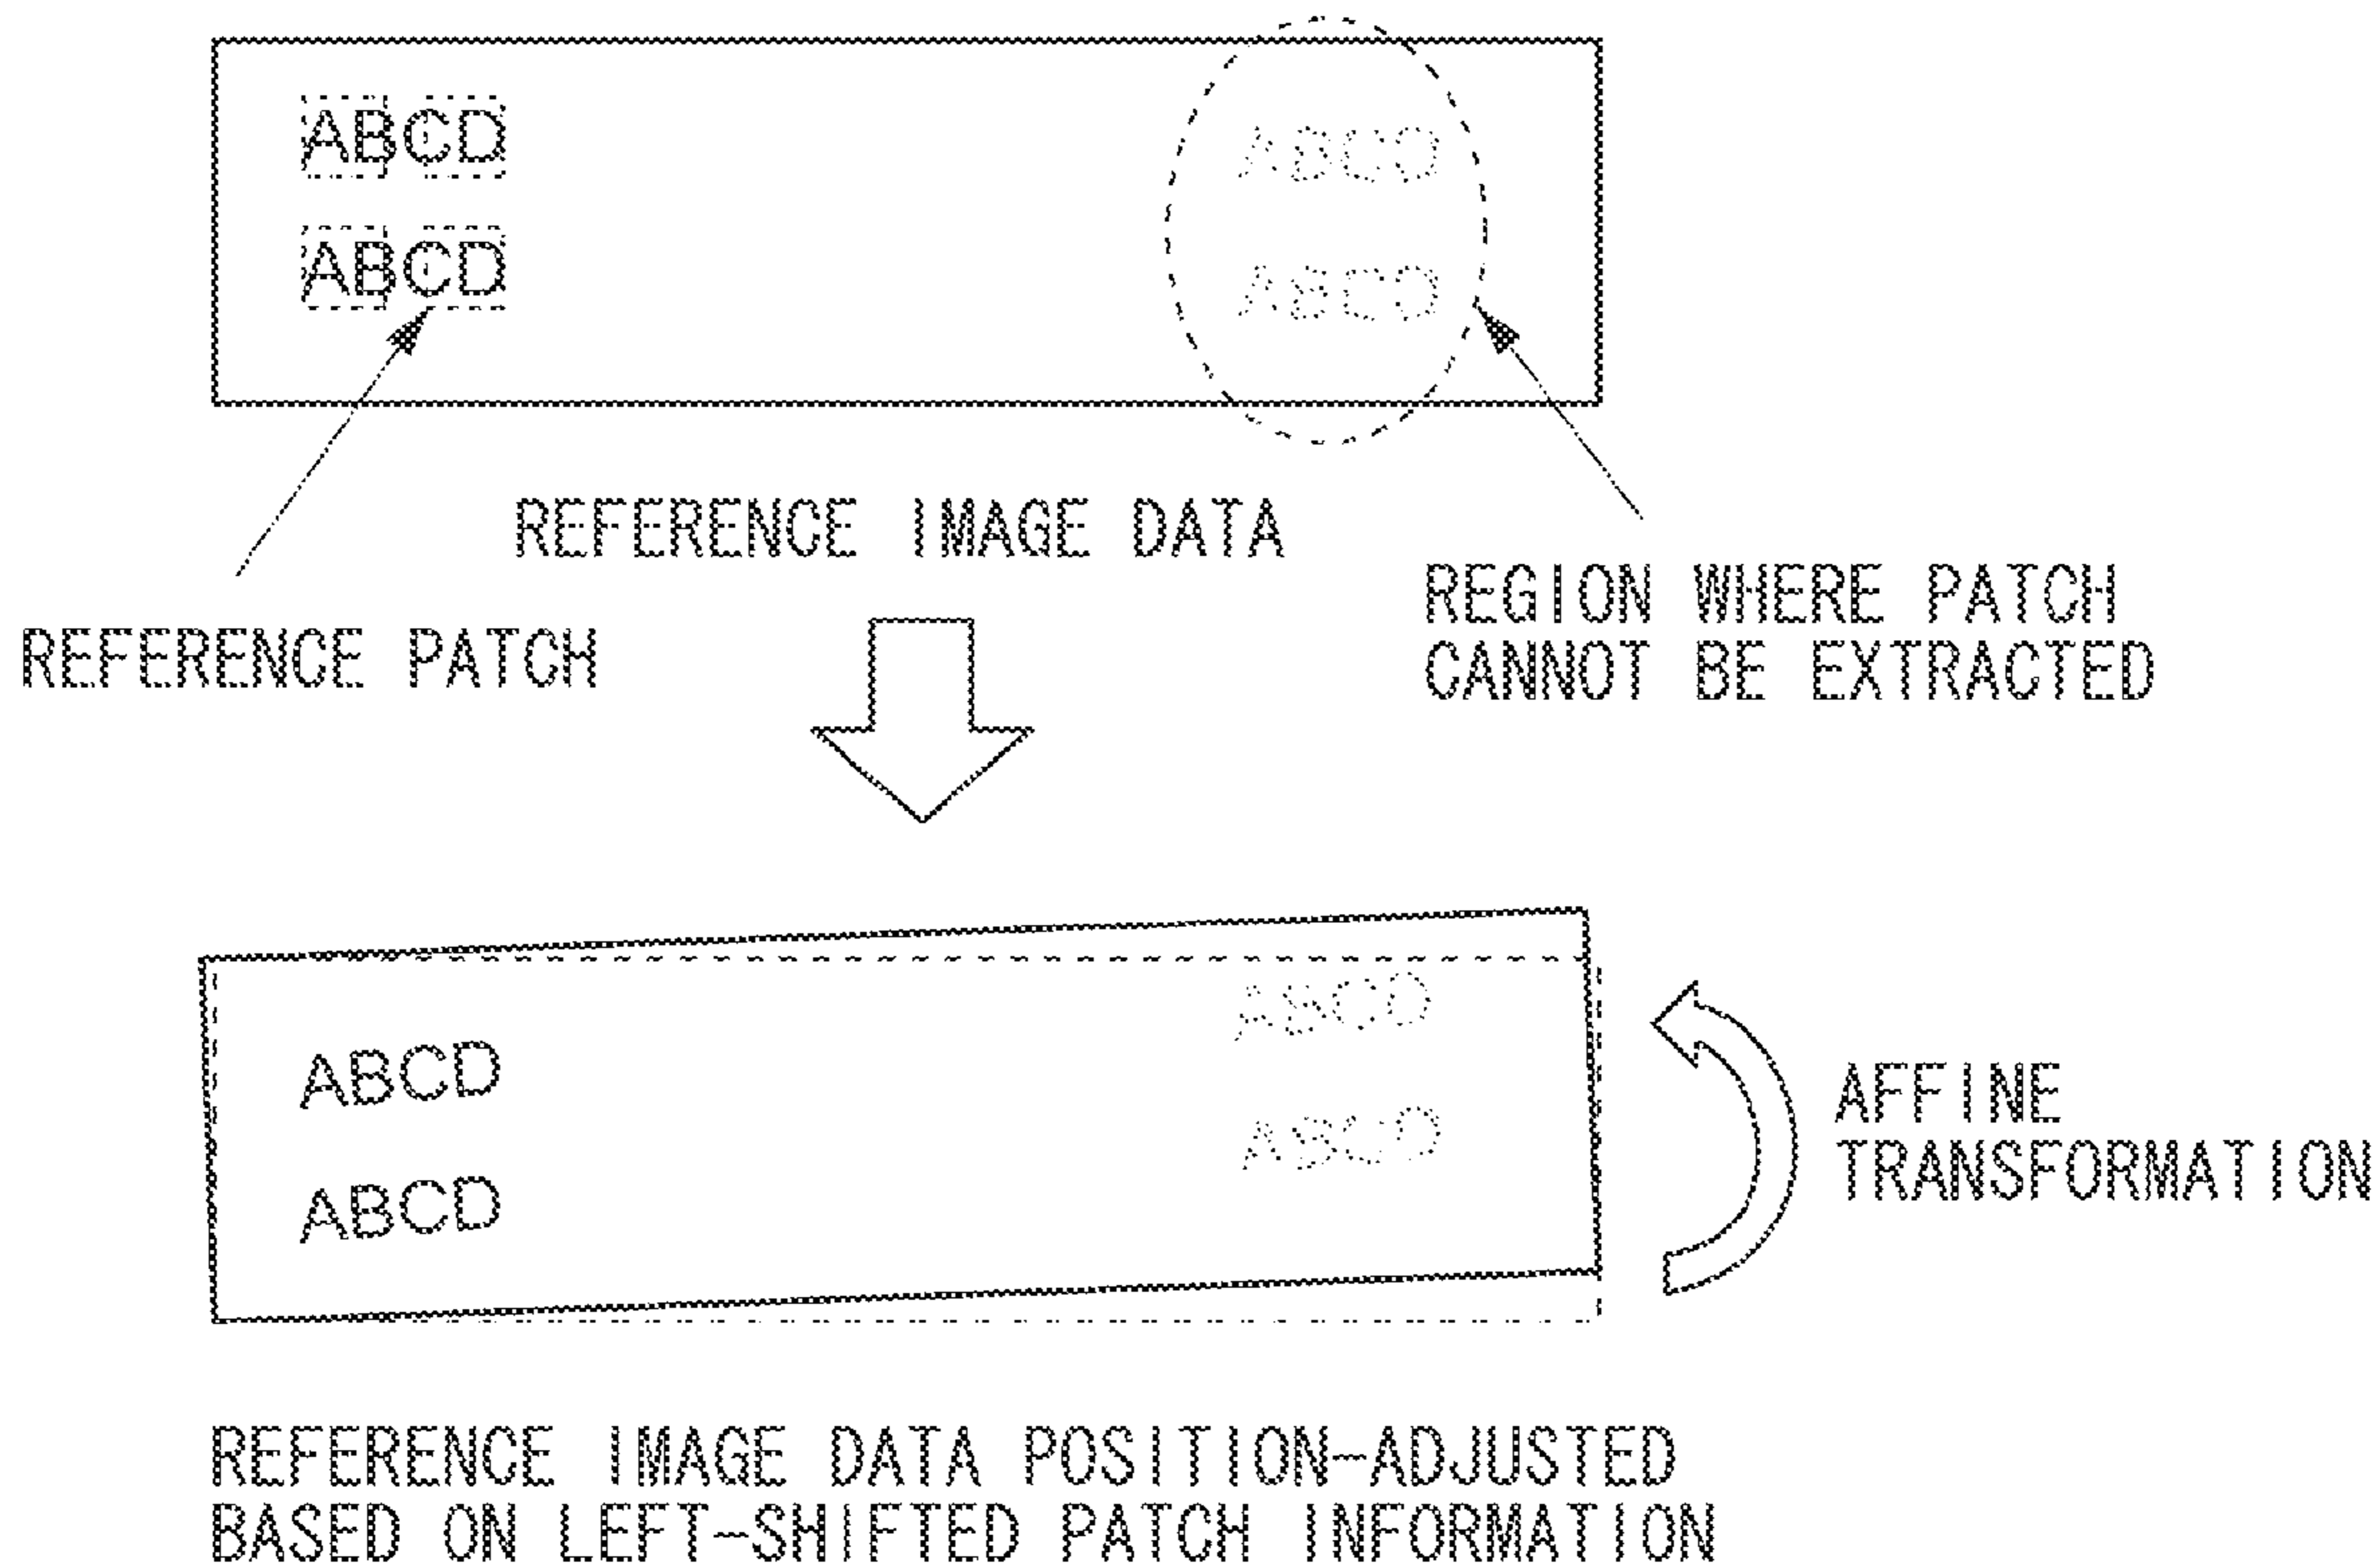 ABCD ABCD
ABCD ABCD
REFERENCE IMAGE DATA
REFERENCE PATCH
REGION WHERE PATCH
CANNOT BE EXTRACTED
ABCD ABCD
ABCD ABCD
AFFINE
TRANSFORMATION
REFERENCE IMAGE DATA POSITION-ADJUSTED
BASED ON LEFT-SHIFTED PATCH INFORMATION